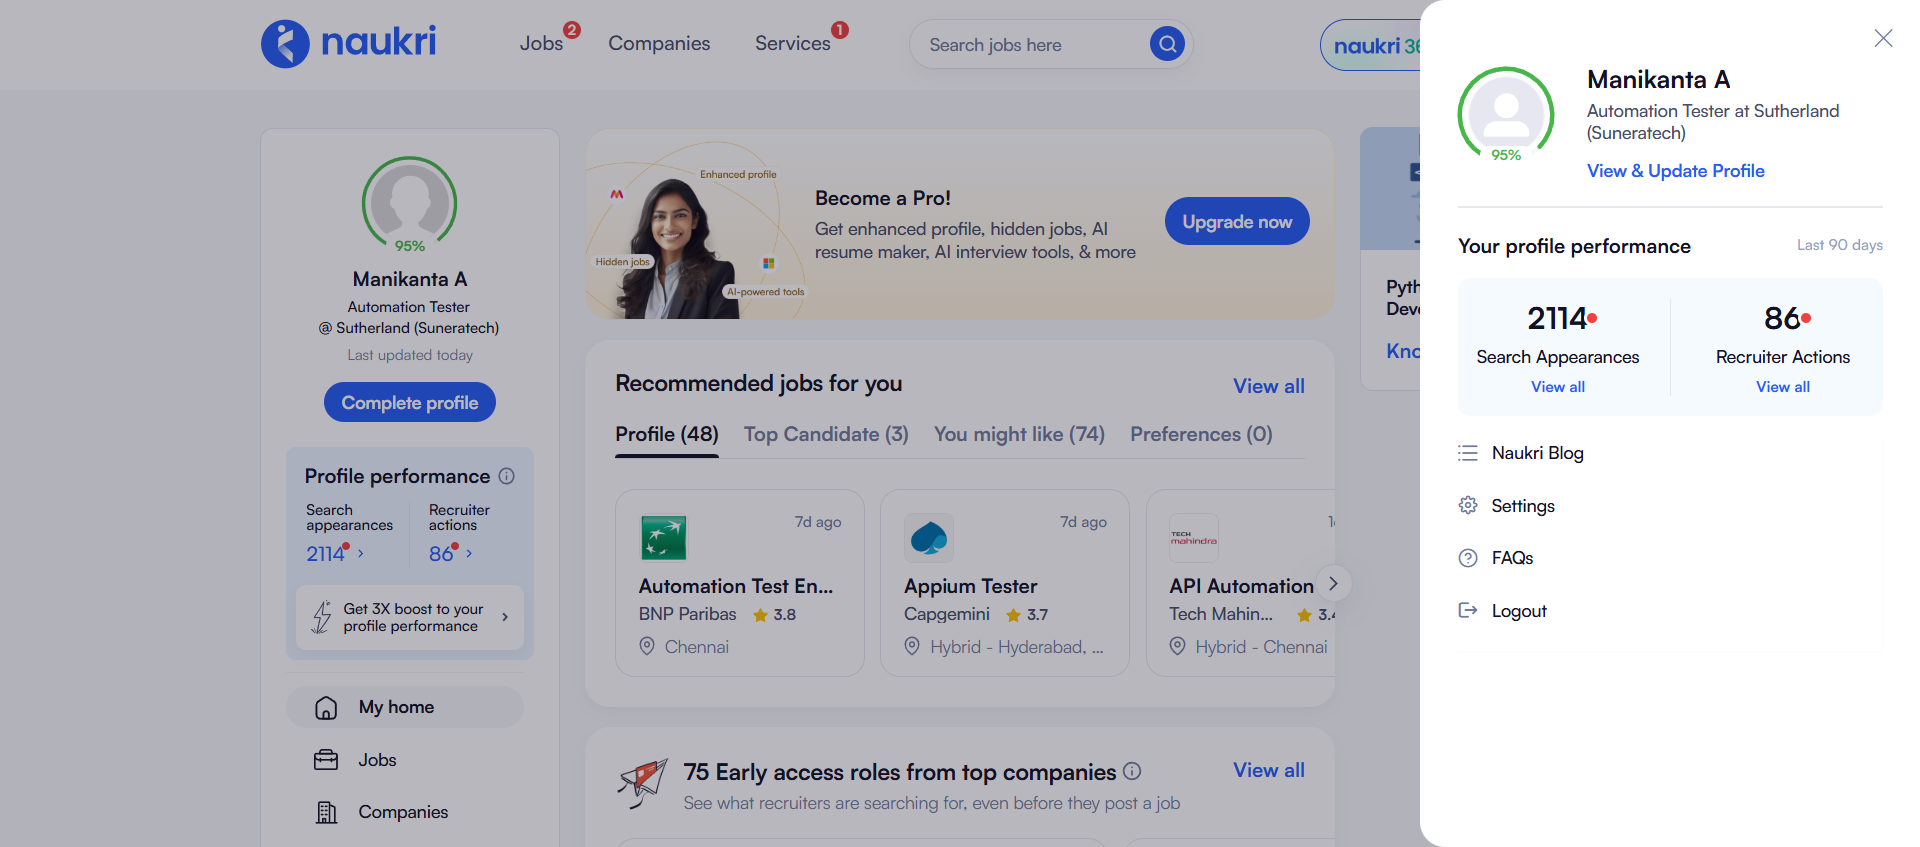 naukri
Jobs
2
Companies
Services
1
Search jobs here
naukri 36
95%
Manikanta A
Automation Tester
@ Sutherland (Suneratech)
Last updated today
Complete profile
Profile performance
Search appearances
2114
Recruiter actions
86
Get 3X boost to your
profile performance
My home
Jobs
Companies
Enhanced profile
Hidden jobs
AI-powered tools
Become a Pro!
Get enhanced profile, hidden jobs, AI
resume maker, AI interview tools, & more
Upgrade now
Recommended jobs for you
View all
Profile (48)
Top Candidate (3)
You might like (74)
Preferences (0)
7d ago
Automation Test En...
BNP Paribas
3.8
Chennai
7d ago
Appium Tester
Capgemini
3.7
Hybrid - Hyderabad, ...
TECH
mahindra
API Automation
Tech Mahin...
3.4
Hybrid - Chennai
75 Early access roles from top companies
View all
See what recruiters are searching for, even before they post a job
Pyth
Deve
Kno
95%
Manikanta A
Automation Tester at Sutherland
(Suneratech)
View & Update Profile
Your profile performance
Last 90 days
2114
Search Appearances
View all
86
Recruiter Actions
View all
Naukri Blog
Settings
FAQs
Logout